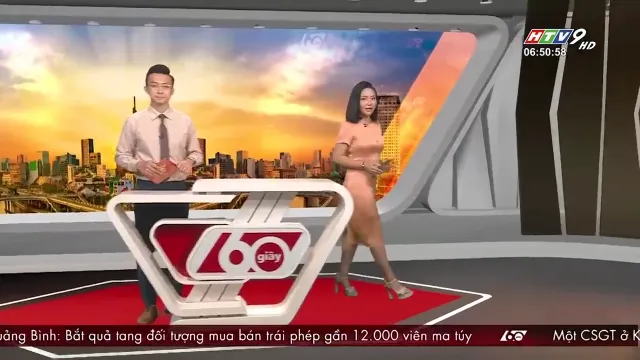 HTV9 HD
06:50:58
60 giây
uảng Bình: Bắt quả tang đối tượng mua bán trái phép gần 12.000 viên ma túy 60 Một CSGT ở K